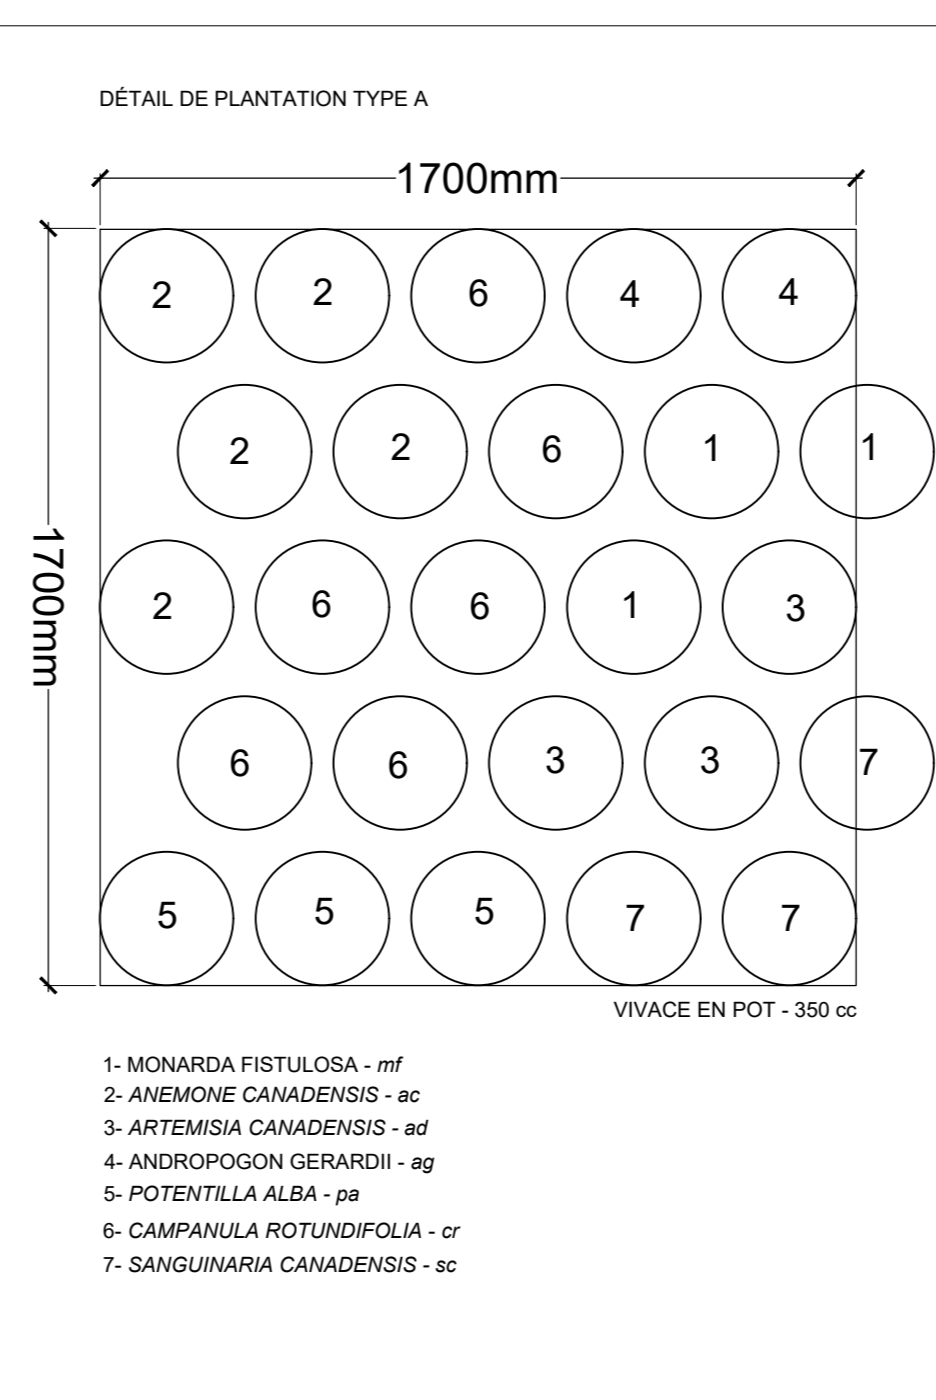 DÉTAIL DE PLANTATION TYPE A
1700mm
1700mm
2 2 6 4 4
2 2 6 1 1
2 6 6 1 3
6 6 3 3 7
5 5 5 7 7
VIVACE EN POT - 350 cc
1- MONARDA FISTULOSA - mf
2- ANEMONE CANADENSIS - ac
3- ARTEMISIA CANADENSIS - ad
4- ANDROPOGON GERARDII - ag
5- POTENTILLA ALBA - pa
6- CAMPANULA ROTUNDIFOLIA - cr
7- SANGUINARIA CANADENSIS - sc